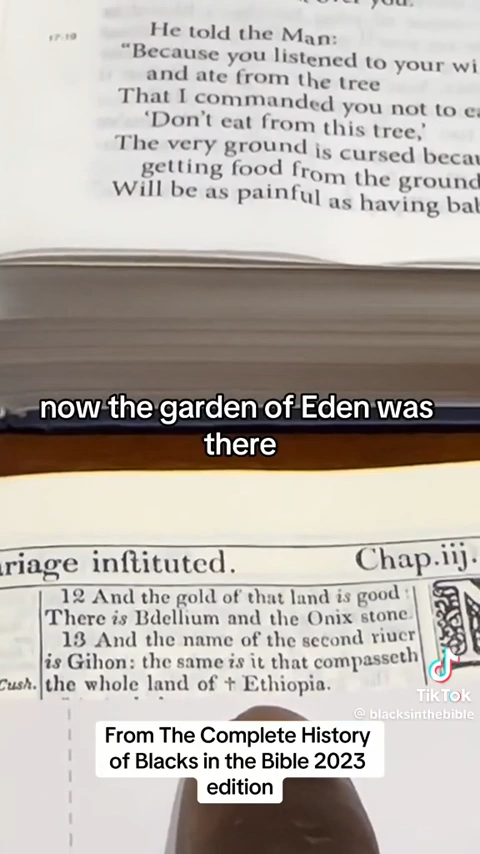 17:19
He told the Man:
“Because you listened to your
and ate from the tree
That I commanded you not to
‘Don’t eat from this tree,’
The very ground is cursed
getting food from the ground
Will be as painful as having
now the garden of Eden was
there
inſtituted. Chap.iij.
12 And the gold of that land is good :
There is Bdellium and the Onix stone.
13 And the name of the second riuer
is Gihon: the same is it that compasseth
Cush. the whole land of † Ethiopia.
TikTok
@ blacksinthebible
From The Complete History
of Blacks in the Bible 2023
edition